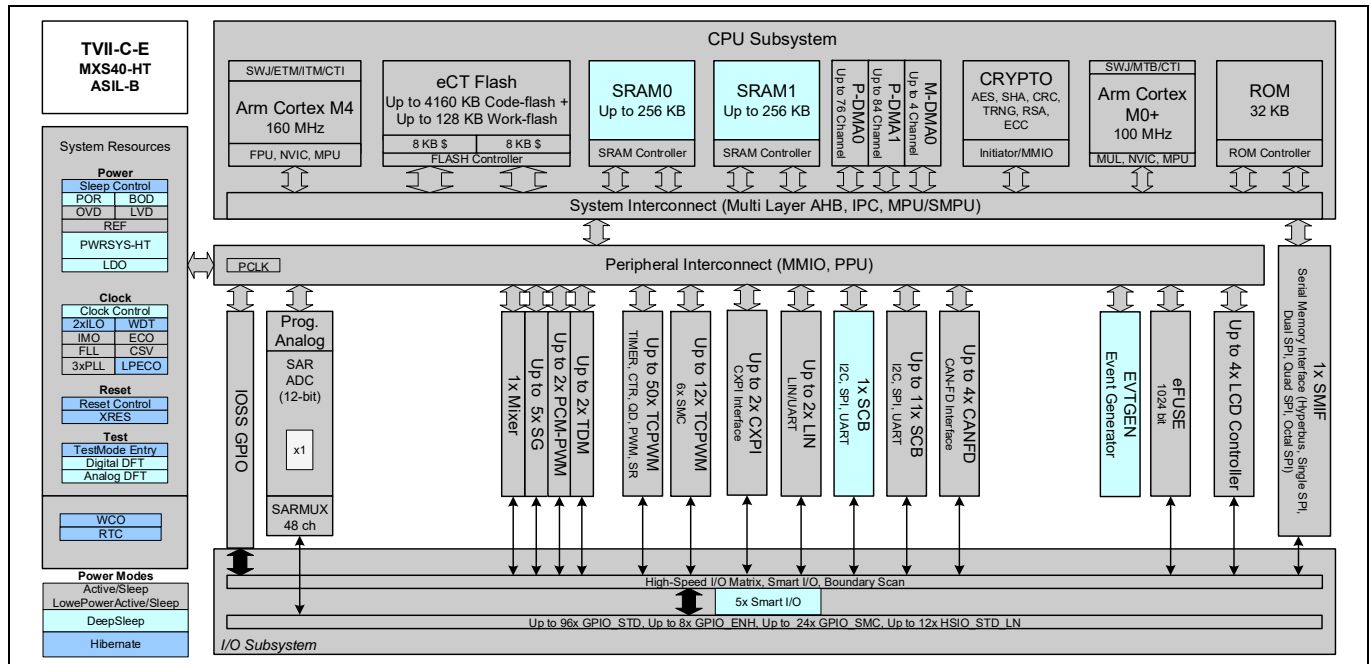 TVII-C-E
MXS40-HT
ASIL-B
System Resources
Power
Sleep Control
POR
BOD
OVD
LVD
REF
PWRSYS-HT
LDO
Clock
Clock Control
2xILO
WDT
IMO
ECO
FLL
CSV
3xPLL
LPECO
Reset
Reset Control
XRES
Test
TestMode Entry
Digital DFT
Analog DFT
WCO
RTC
Power Modes
Active/Sleep
LowePowerActive/Sleep
DeepSleep
Hibernate
CPU Subsystem
SWJ/ETM/ITM/CTI
Arm Cortex M4
160 MHz
FPU, NVIC, MPU
eCT Flash
Up to 4160 KB Code-flash +
Up to 128 KB Work-flash
8 KB $
8 KB $
FLASH Controller
SRAM0
Up to 256 KB
SRAM Controller
SRAM1
Up to 256 KB
SRAM Controller
P-DMA0
Up to 76 Channel
P-DMA1
Up to 84 Channel
M-DMA0
Up to 4 Channel
CRYPTO
AES, SHA, CRC,
TRNG, RSA,
ECC
Initiator/MMIO
SWJ/MTB/CTI
Arm Cortex
M0+
100 MHz
MUL, NVIC, MPU
ROM
32 KB
ROM Controller
System Interconnect (Multi Layer AHB, IPC, MPU/SMPU)
PCLK
Peripheral Interconnect (MMIO, PPU)
IOSS GPIO
Prog.
Analog
SAR
ADC
(12-bit)
x1
SARMUX
48 ch
1x Mixer
Up to 5x SG
Up to 2x PCM-PWM
Up to 2x TDM
Up to 50x TCPWM
TIMER, CTR, QD, PWM, SR
Up to 12x TCPWM
6x SMC
Up to 2x CXPI
CXPI Interface
Up to 2x LIN
LIN/UART
1x SCB
I2C, SPI, UART
Up to 11x SCB
I2C, SPI, UART
Up to 4x CANFD
CAN-FD Interface
EVTGEN
Event Generator
eFUSE
1024 bit
Up to 4x LCD Controller
1x SMIF
Serial Memory Interface (Hyperbus, Single SPI,
Dual SPI, Quad SPI, Octal SPI)
High-Speed I/O Matrix, Smart I/O, Boundary Scan
5x Smart I/O
Up to 96x GPIO_STD, Up to 8x GPIO_ENH, Up to 24x GPIO_SMC, Up to 12x HSIO_STD_LN
I/O Subsystem